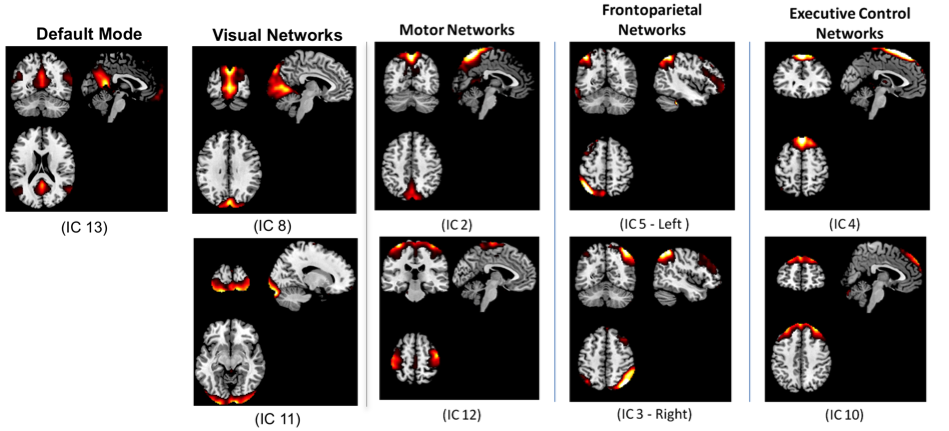 Default Mode
Visual Networks
Motor Networks
Frontoparietal
Networks
Executive Control
Networks
(IC 13)
(IC 8)
(IC 2)
(IC 5 - Left )
(IC 4)
(IC 11)
(IC 12)
(IC 3 - Right)
(IC 10)